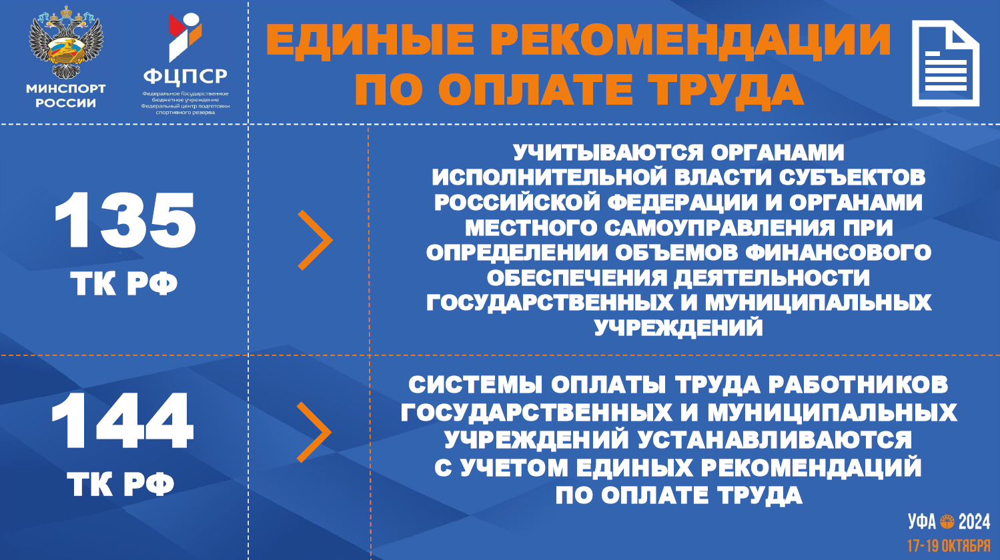 МИНСПОРТ
РОССИИ
ФЦПСР
Федеральное Государственное
бюджетное учреждение
Федеральный центр подготовки
спортивного резерва
ЕДИНЫЕ РЕКОМЕНДАЦИИ
ПО ОПЛАТЕ ТРУДА
135
ТК РФ
УЧИТЫВАЮТСЯ ОРГАНАМИ
ИСПОЛНИТЕЛЬНОЙ ВЛАСТИ СУБЪЕКТОВ
РОССИЙСКОЙ ФЕДЕРАЦИИ И ОРГАНАМИ
МЕСТНОГО САМОУПРАВЛЕНИЯ ПРИ
ОПРЕДЕЛЕНИИ ОБЪЕМОВ ФИНАНСОВОГО
ОБЕСПЕЧЕНИЯ ДЕЯТЕЛЬНОСТИ
ГОСУДАРСТВЕННЫХ И МУНИЦИПАЛЬНЫХ
УЧРЕЖДЕНИЙ
144
ТК РФ
СИСТЕМЫ ОПЛАТЫ ТРУДА РАБОТНИКОВ
ГОСУДАРСТВЕННЫХ И МУНИЦИПАЛЬНЫХ
УЧРЕЖДЕНИЙ УСТАНАВЛИВАЮТСЯ
С УЧЕТОМ ЕДИНЫХ РЕКОМЕНДАЦИЙ
ПО ОПЛАТЕ ТРУДА
УФА 2024
17-19 ОКТЯБРЯ